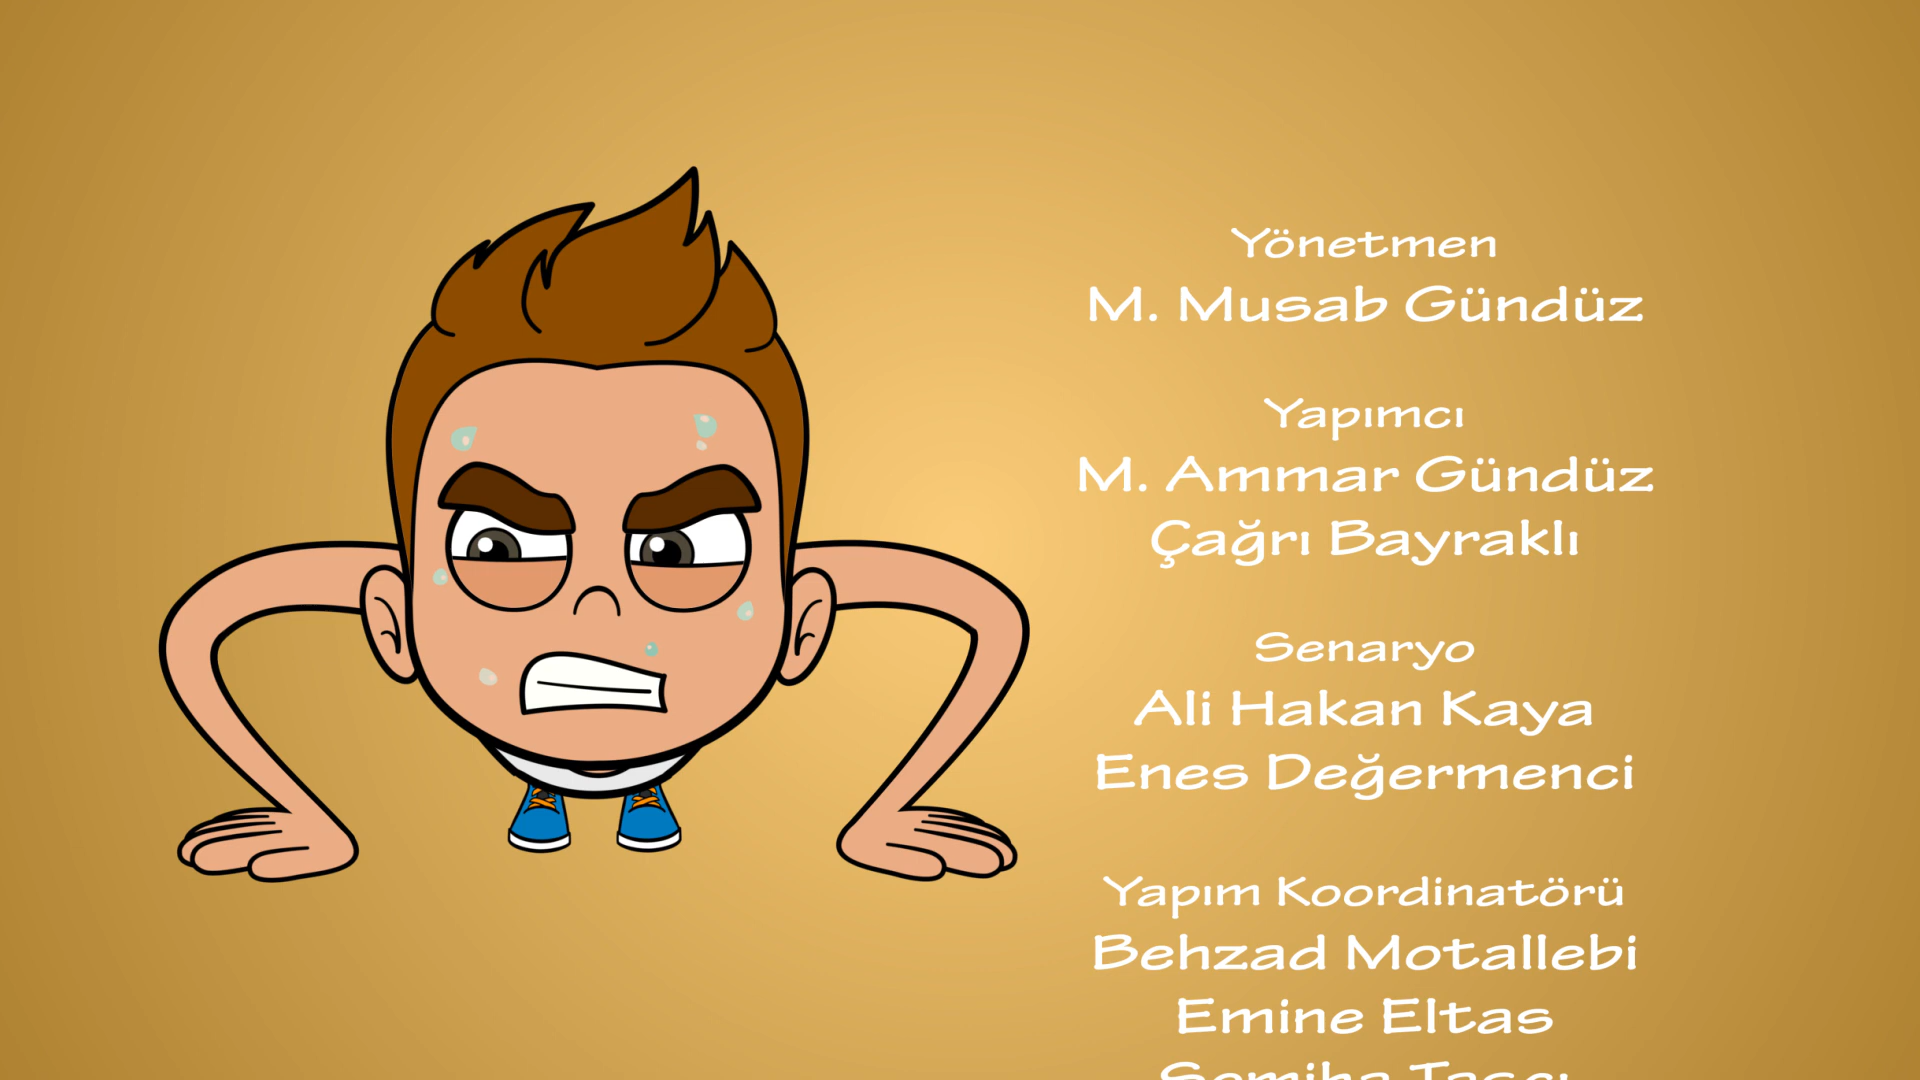 Yönetmen
M. Musab Gündüz
Yapımcı
M. Ammar Gündüz
Çağrı Bayraklı
Senaryo
Ali Hakan Kaya
Enes Değermenci
Yapım Koordinatörü
Behzad Motallebi
Emine Eltas